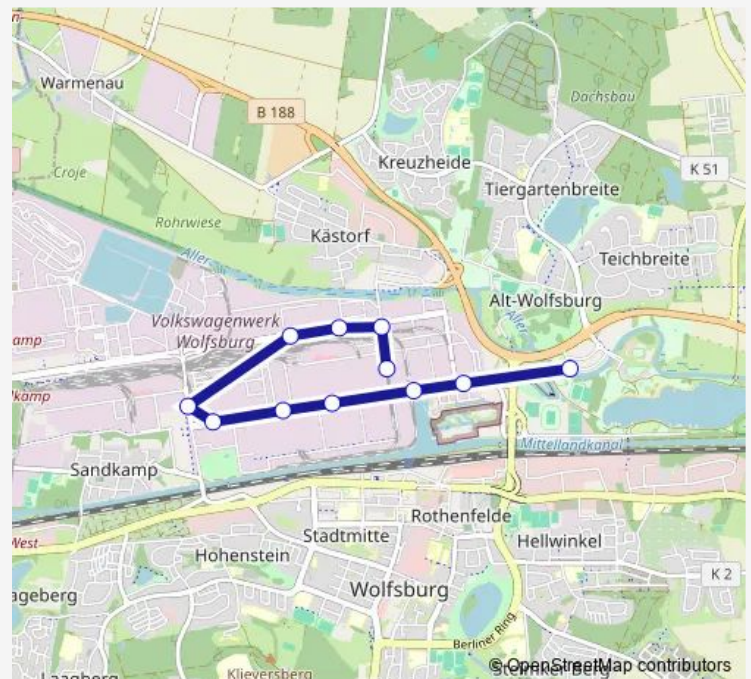 Warmenau
Dachsbau
B 188
Kreuzheide
K 51
Croje
Tiergartenbreite
Rohrwiese
Kästorf
Aller
Teichbreite
Alt-Wolfsburg
Volkswagenwerk
Wolfsburg
Aller
amp
kamp
Mittellandkanal
Sandkamp
Rothenfelde
Stadtmitte
West
Hohenstein
Hellwinkel
K 2
ageberg
Wolfsburg
Berliner Ring
Klieversberg
© OpenStreetMap contributors